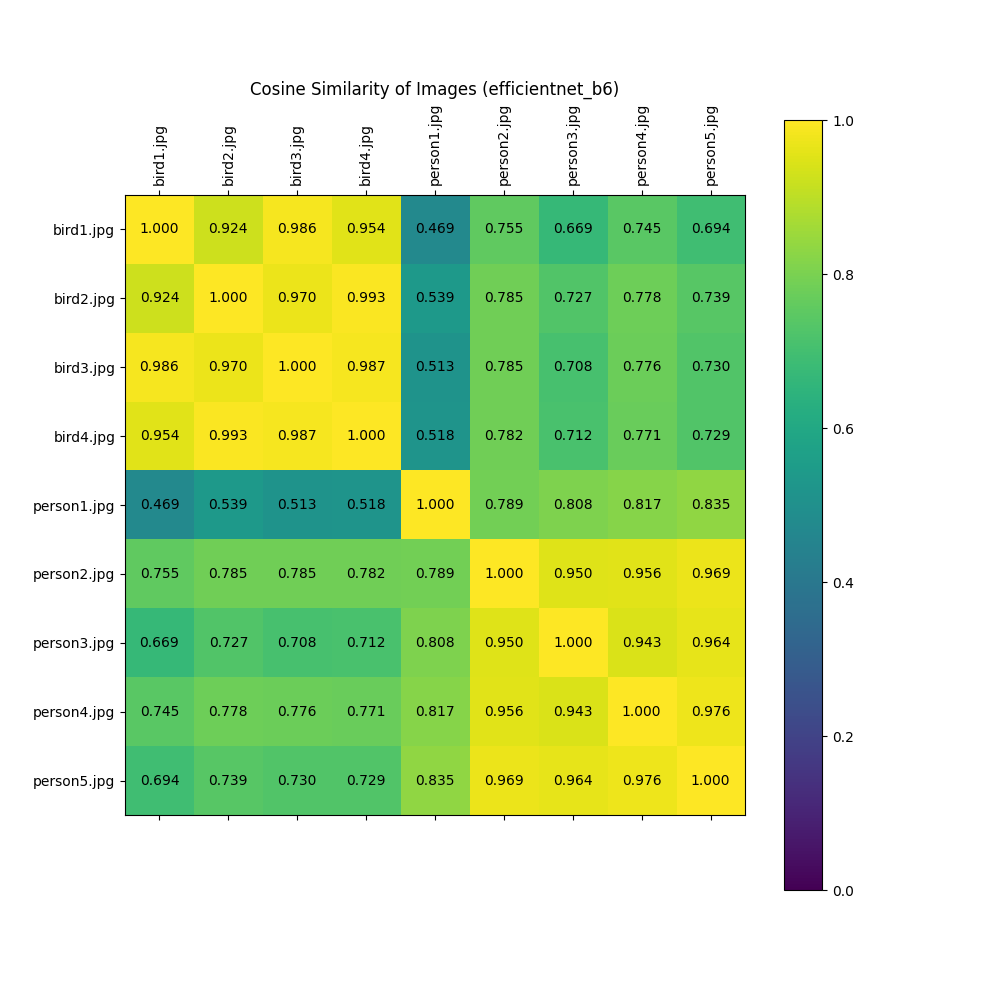 Cosine Similarity of Images (efficientnet_b6)
bird1.jpg bird2.jpg bird3.jpg bird4.jpg person1.jpg person2.jpg person3.jpg person4.jpg person5.jpg
bird1.jpg 1.000 0.924 0.986 0.954 0.469 0.755 0.669 0.745 0.694
bird2.jpg 0.924 1.000 0.970 0.993 0.539 0.785 0.727 0.778 0.739
bird3.jpg 0.986 0.970 1.000 0.987 0.513 0.785 0.708 0.776 0.730
bird4.jpg 0.954 0.993 0.987 1.000 0.518 0.782 0.712 0.771 0.729
person1.jpg 0.469 0.539 0.513 0.518 1.000 0.789 0.808 0.817 0.835
person2.jpg 0.755 0.785 0.785 0.782 0.789 1.000 0.950 0.956 0.969
person3.jpg 0.669 0.727 0.708 0.712 0.808 0.950 1.000 0.943 0.964
person4.jpg 0.745 0.778 0.776 0.771 0.817 0.956 0.943 1.000 0.976
person5.jpg 0.694 0.739 0.730 0.729 0.835 0.969 0.964 0.976 1.000
1.0
0.8
0.6
0.4
0.2
0.0